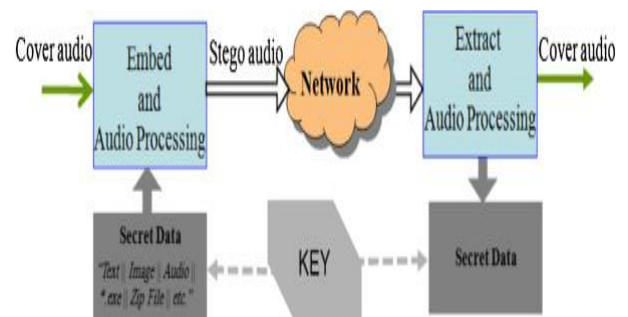 Cover audio
Embed
and
Audio Processing
Stego audio
Network
Extract
and
Audio Processing
Cover audio
Secret Data
"Text || Image || Audio ||
*.exe || Zip File || etc."
KEY
Secret Data